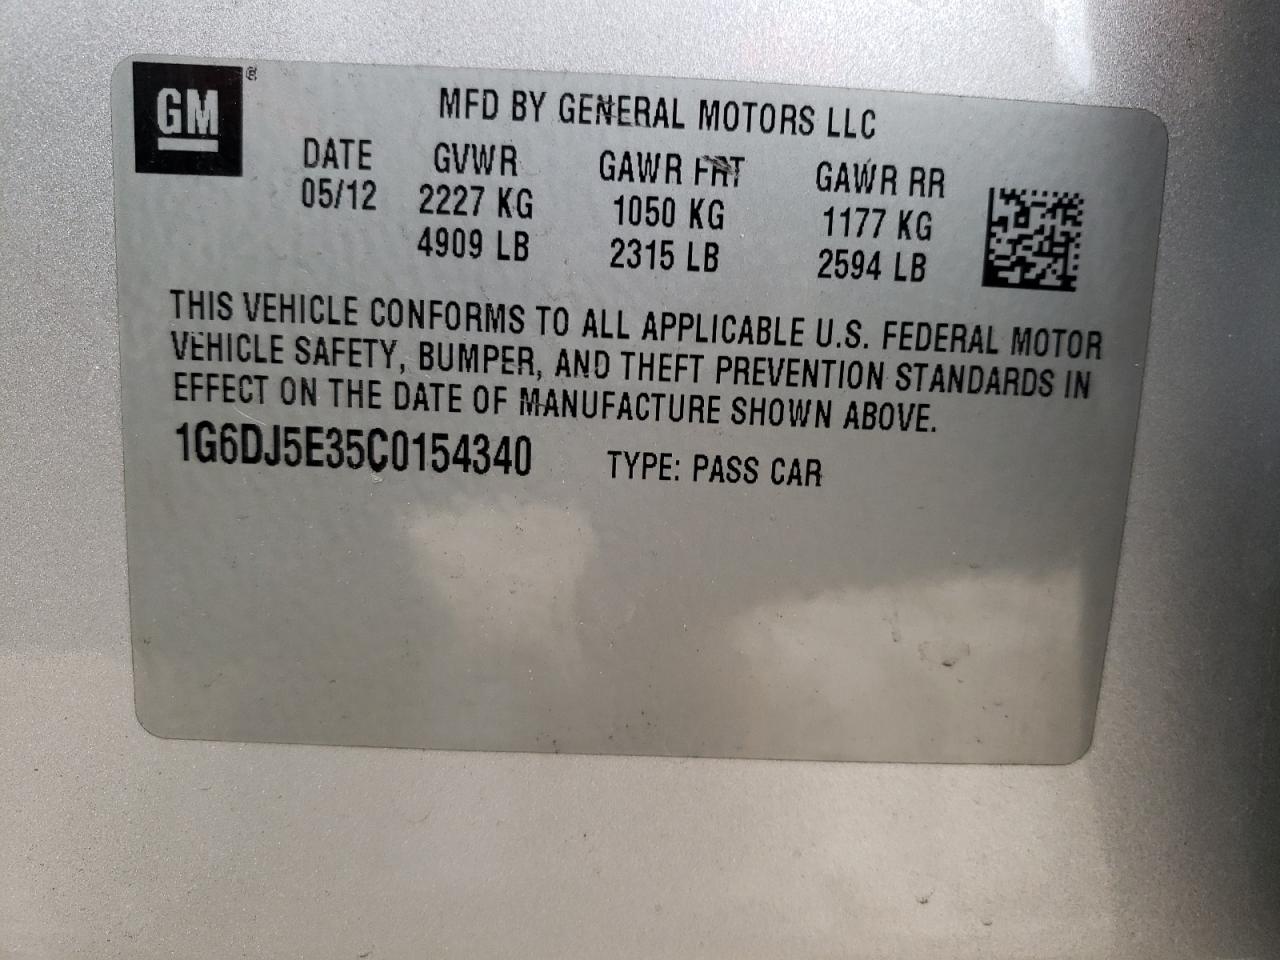 GM ®
MFD BY GENERAL MOTORS LLC
DATE GVWR GAWR FRT GAWR RR
05/12 2227 KG 1050 KG 1177 KG
4909 LB 2315 LB 2594 LB
THIS VEHICLE CONFORMS TO ALL APPLICABLE U.S. FEDERAL MOTOR
VEHICLE SAFETY, BUMPER, AND THEFT PREVENTION STANDARDS IN
EFFECT ON THE DATE OF MANUFACTURE SHOWN ABOVE.
1G6DJ5E35C0154340 TYPE: PASS CAR